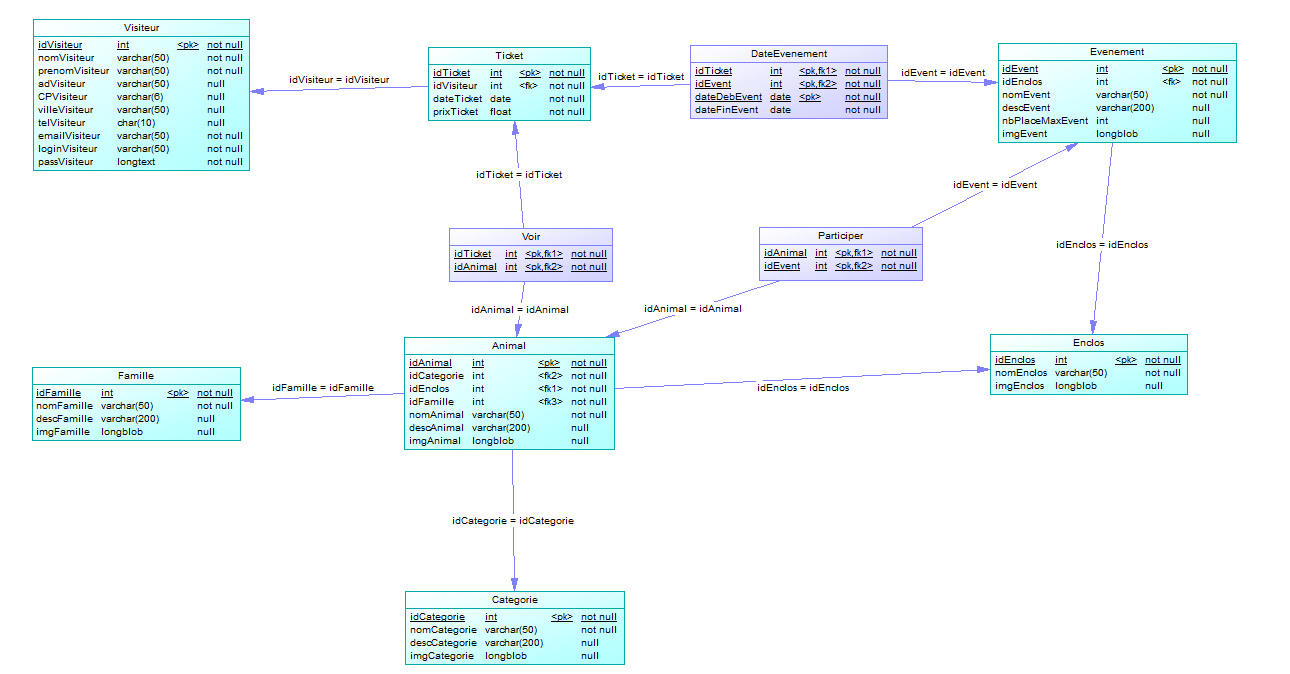 Visiteur
idVisiteur int <pk> not null
nomVisiteur varchar(50) not null
prenomVisiteur varchar(50) not null
adVisiteur varchar(50) null
CPVisiteur varchar(6) null
villeVisiteur varchar(50) null
telVisiteur char(10) null
emailVisiteur varchar(50) not null
loginVisiteur varchar(50) not null
passVisiteur longtext not null
idVisiteur = idVisiteur
Ticket
idTicket int <pk> not null
idVisiteur int <fk> not null
dateTicket date not null
prixTicket float not null
idTicket = idTicket
DateEvenement
idTicket int <pk,fk1> not null
idEvent int <pk,fk2> not null
dateDebEvent date <pk> not null
dateFinEvent date not null
idEvent = idEvent
Evenement
idEvent int <pk> not null
idEnclos int <fk> not null
nomEvent varchar(50) not null
descEvent varchar(200) null
nbPlaceMaxEvent int null
imgEvent longblob null
idTicket = idTicket
idEvent = idEvent
Voir
idTicket int <pk,fk1> not null
idAnimal int <pk,fk2> not null
Participer
idAnimal int <pk,fk1> not null
idEvent int <pk,fk2> not null
idEnclos = idEnclos
idAnimal = idAnimal
idAnimal = idAnimal
Famille
idFamille int <pk> not null
nomFamille varchar(50) not null
descFamille varchar(200) null
imgFamille longblob null
idFamille = idFamille
Animal
idAnimal int <pk> not null
idCategorie int <fk2> not null
idEnclos int <fk1> not null
idFamille int <fk3> not null
nomAnimal varchar(50) not null
descAnimal varchar(200) null
imgAnimal longblob null
idEnclos = idEnclos
Enclos
idEnclos int <pk> not null
nomEnclos varchar(50) not null
imgEnclos longblob null
idCategorie = idCategorie
Categorie
idCategorie int <pk> not null
nomCategorie varchar(50) not null
descCategorie varchar(200) null
imgCategorie longblob null